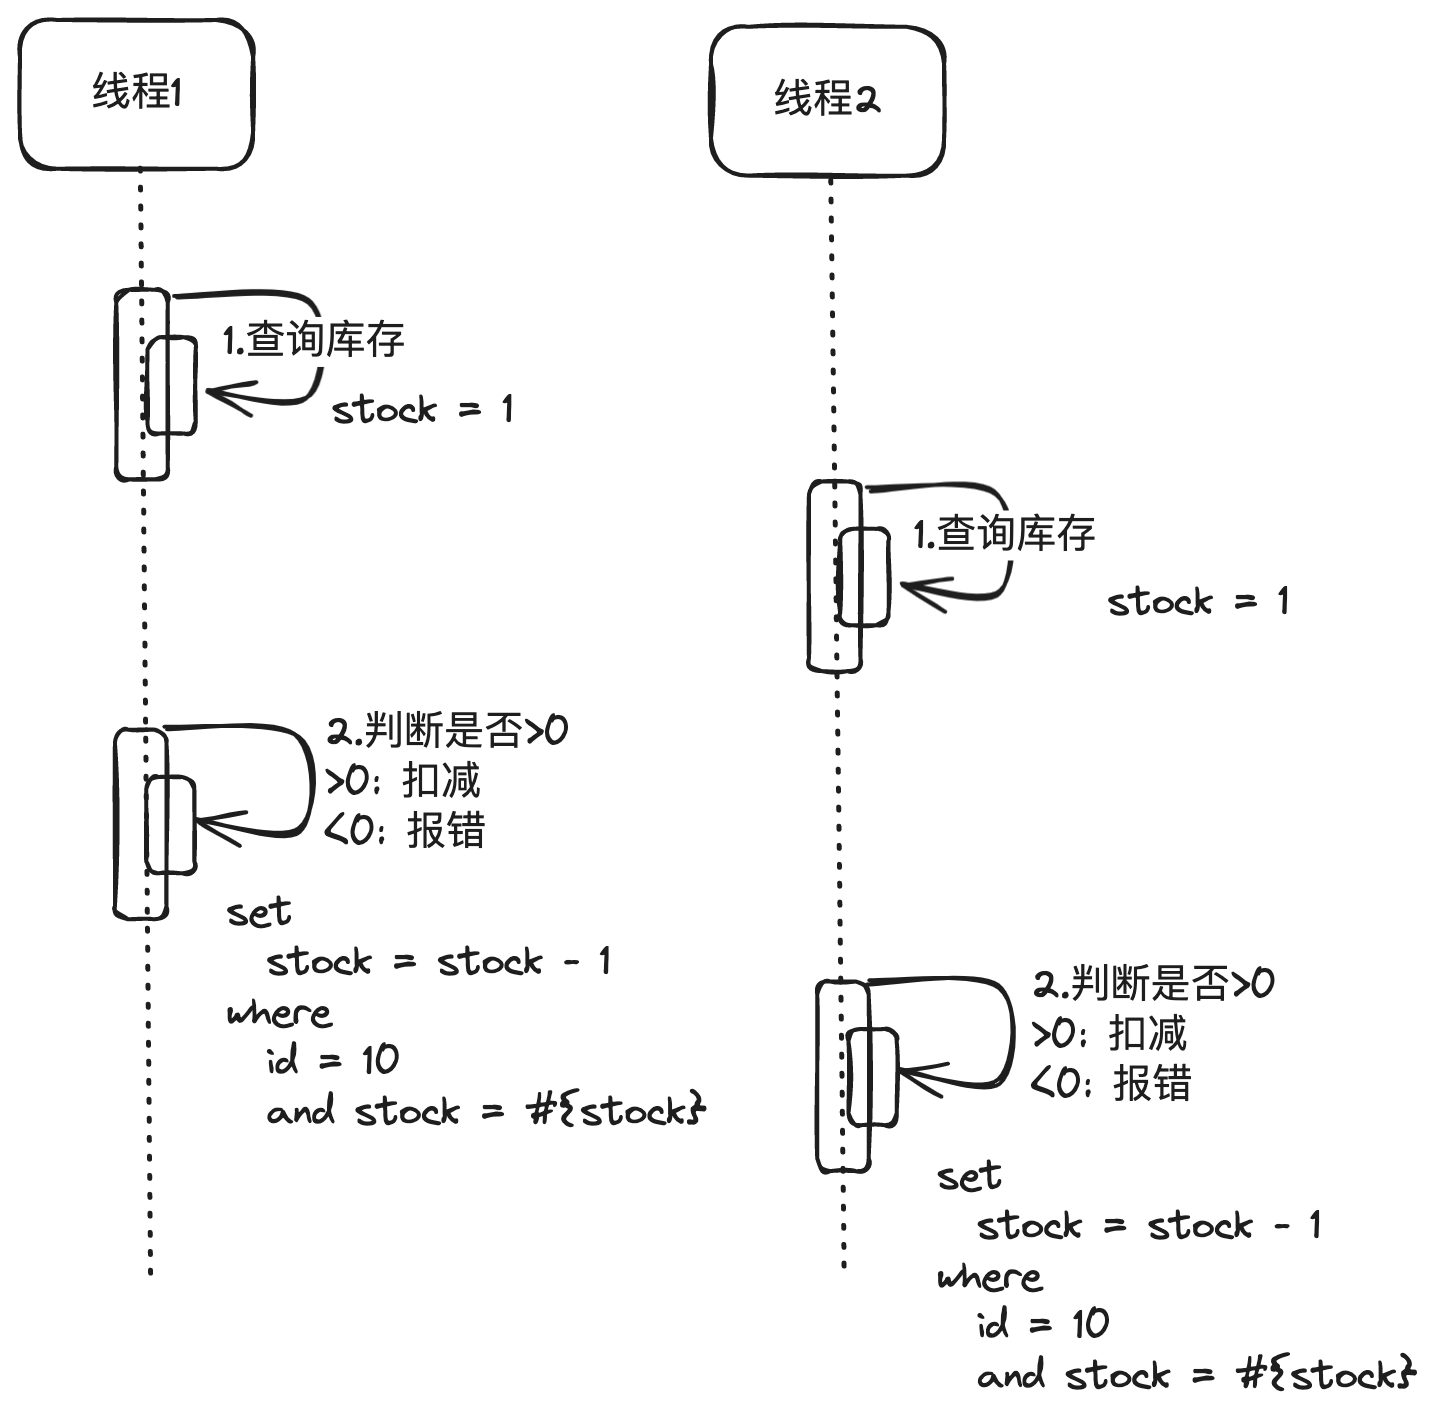 线程1
线程2
1.查询库存
stock = 1
1.查询库存
stock = 1
2.判断是否>0
>0: 扣减
<0: 报错
set
stock = stock - 1
where
id = 10
and stock = #{stock}
2.判断是否>0
>0: 扣减
<0: 报错
set
stock = stock - 1
where
id = 10
and stock = #{stock}